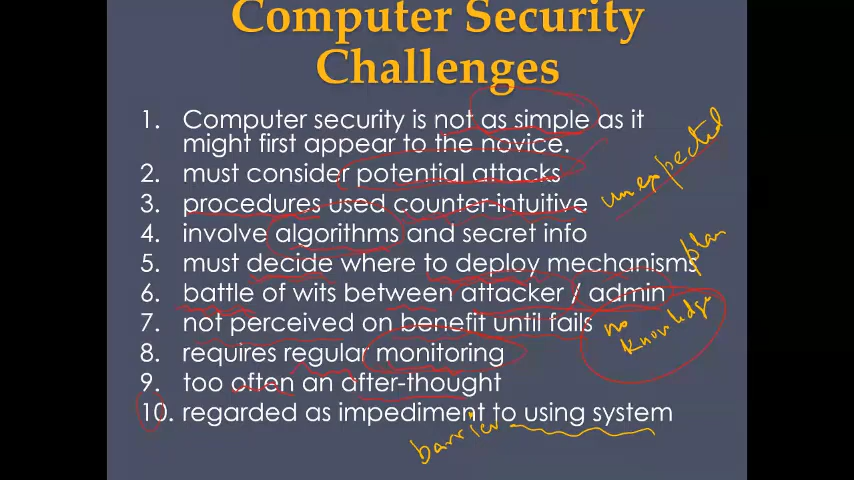 Computer Security
Challenges
1. Computer security is not as simple as it
might first appear to the novice.
2. must consider potential attacks
3. procedures used counter-intuitive
unexpected
4. involve algorithms and secret info
5. must decide where to deploy mechanisms
plan
6. battle of wits between attacker / admin
7. not perceived on benefit until fails
no
knowledge
8. requires regular monitoring
9. too often an after-thought
10. regarded as impediment to using system
barrier